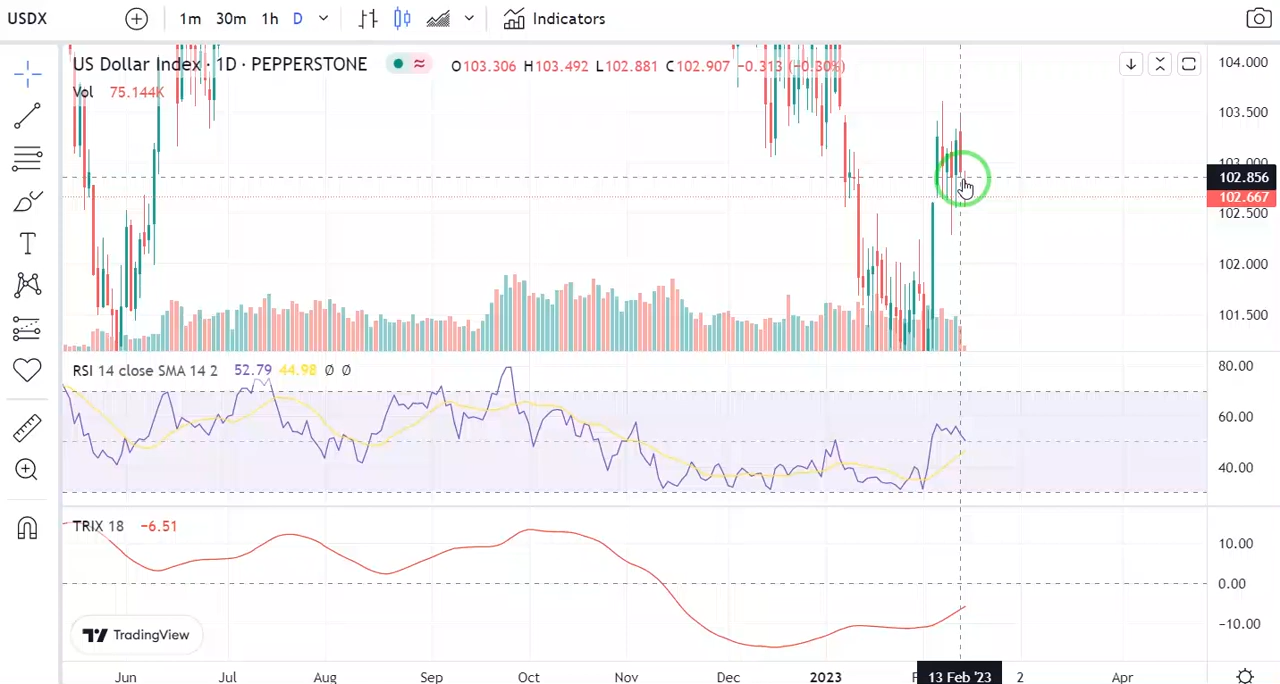 USDX 1m 30m 1h D Indicators
US Dollar Index · 1D · PEPPERSTONE O103.306 H103.492 L102.881 C102.907 −0.313 (−0.30%)
Vol 75.144K
104.000
103.500
103.000
102.856
102.667
102.500
102.000
101.500
RSI 14 close SMA 14 2 52.79 44.98 Ø Ø
80.00
60.00
40.00
TRIX 18 −6.51
10.00
0.00
−10.00
TradingView
Jun Jul Aug Sep Oct Nov Dec 2023 13 Feb '23 2 Apr